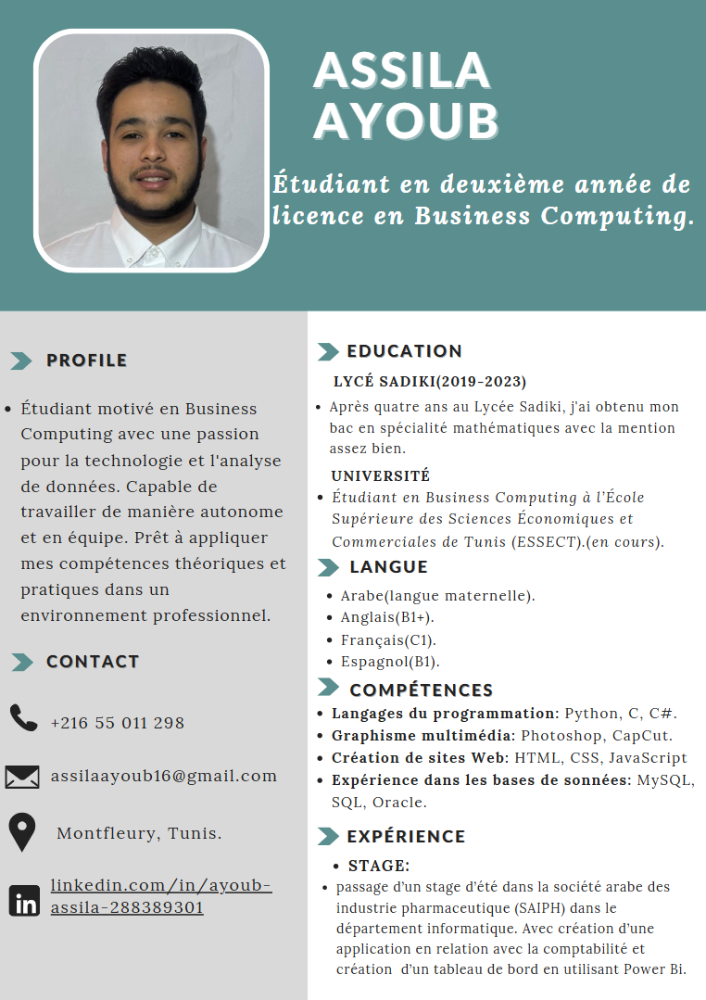 ASSILA
AYOUB
Étudiant en deuxième année de
licence en Business Computing.
PROFILE
• Étudiant motivé en Business
Computing avec une passion
pour la technologie et l'analyse
de données. Capable de
travailler de manière autonome
et en équipe. Prêt à appliquer
mes compétences théoriques et
pratiques dans un
environnement professionnel.
CONTACT
+216 55 011 298
assilaayoub16@gmail.com
Montfleury, Tunis.
in
linkedin.com/in/ayoub-
assila-288389301
EDUCATION
LYCÉ SADIKI(2019-2023)
• Après quatre ans au Lycée Sadiki, j'ai obtenu mon
bac en spécialité mathématiques avec la mention
assez bien.
UNIVERSITÉ
• Étudiant en Business Computing à l'École
Supérieure des Sciences Économiques et
Commerciales de Tunis (ESSECT).(en cours).
LANGUE
• Arabe(langue maternelle).
• Anglais(B1+).
• Français(C1).
• Espagnol(B1).
COMPÉTENCES
• Langages du programmation: Python, C, C#.
• Graphisme multimédia: Photoshop, CapCut.
• Création de sites Web: HTML, CSS, JavaScript
• Expérience dans les bases de sonnées: MySQL,
SQL, Oracle.
EXPÉRIENCE
• STAGE:
• passage d'un stage d'été dans la société arabe des
industrie pharmaceutique (SAIPH) dans le
département informatique. Avec création d'une
application en relation avec la comptabilité et
création  d'un tableau de bord en utilisant Power Bi.